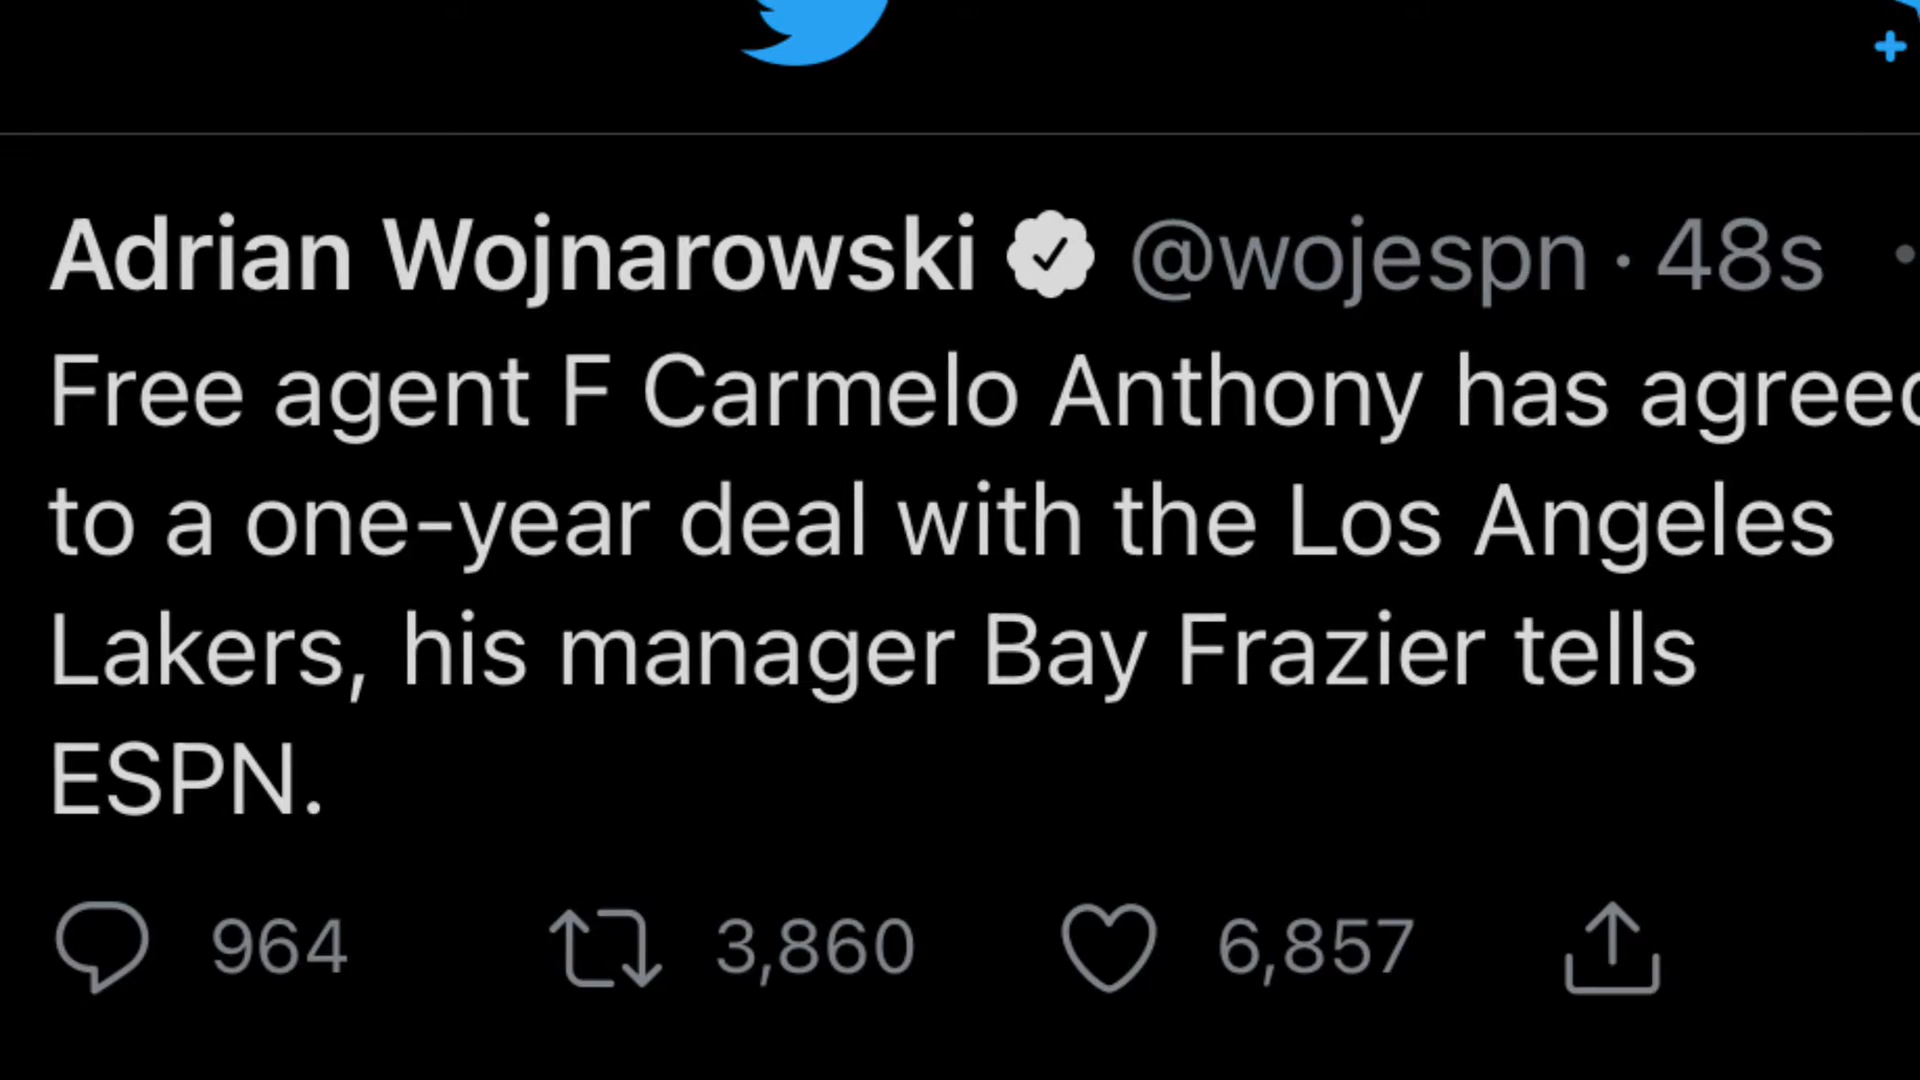 Adrian Wojnarowski @wojespn · 48s
Free agent F Carmelo Anthony has agreed
to a one-year deal with the Los Angeles
Lakers, his manager Bay Frazier tells
ESPN.
964 3,860 6,857